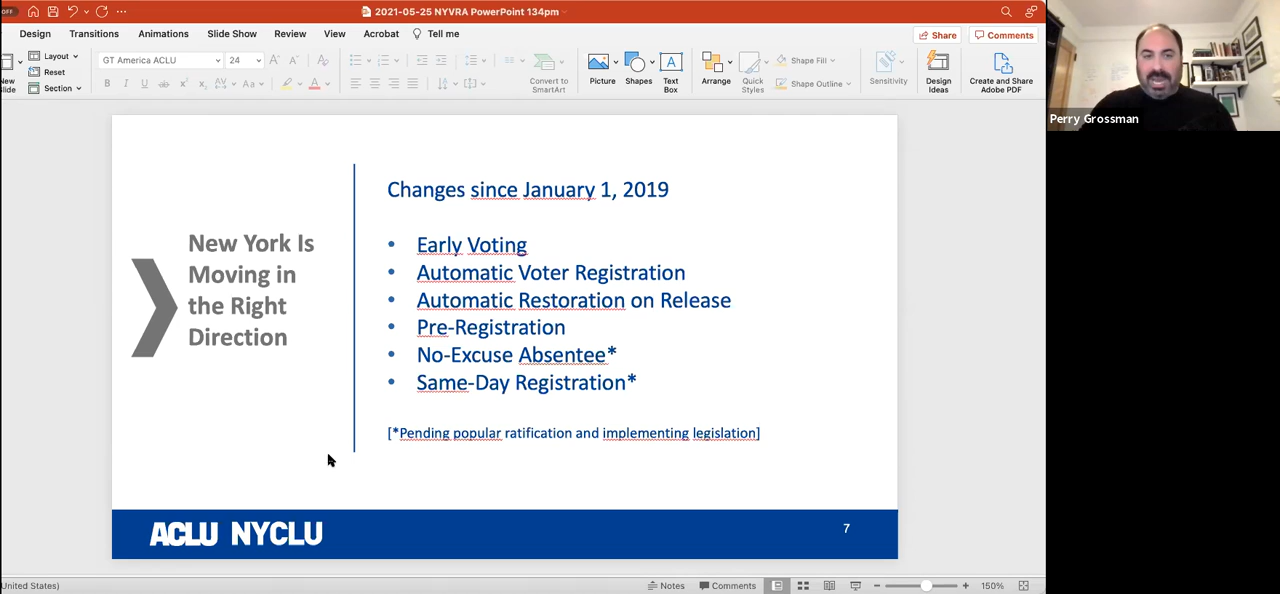 OFF
2021-05-25 NYVRA PowerPoint 134pm
Design Transitions Animations Slide Show Review View Acrobat Tell me
Share Comments
New
Slide
Layout
Reset
Section
GT America ACLU 24
Convert to
SmartArt
Picture
Shapes
Text
Box
Arrange
Quick
Styles
Shape Fill
Shape Outline
Sensitivity
Design
Ideas
Create and Share
Adobe PDF
Perry Grossman
New York Is
Moving in
the Right
Direction
Changes since January 1, 2019
• Early Voting
• Automatic Voter Registration
• Automatic Restoration on Release
• Pre-Registration
• No-Excuse Absentee*
• Same-Day Registration*
[*Pending popular ratification and implementing legislation]
ACLU NYCLU
7
United States)
Notes Comments 150%